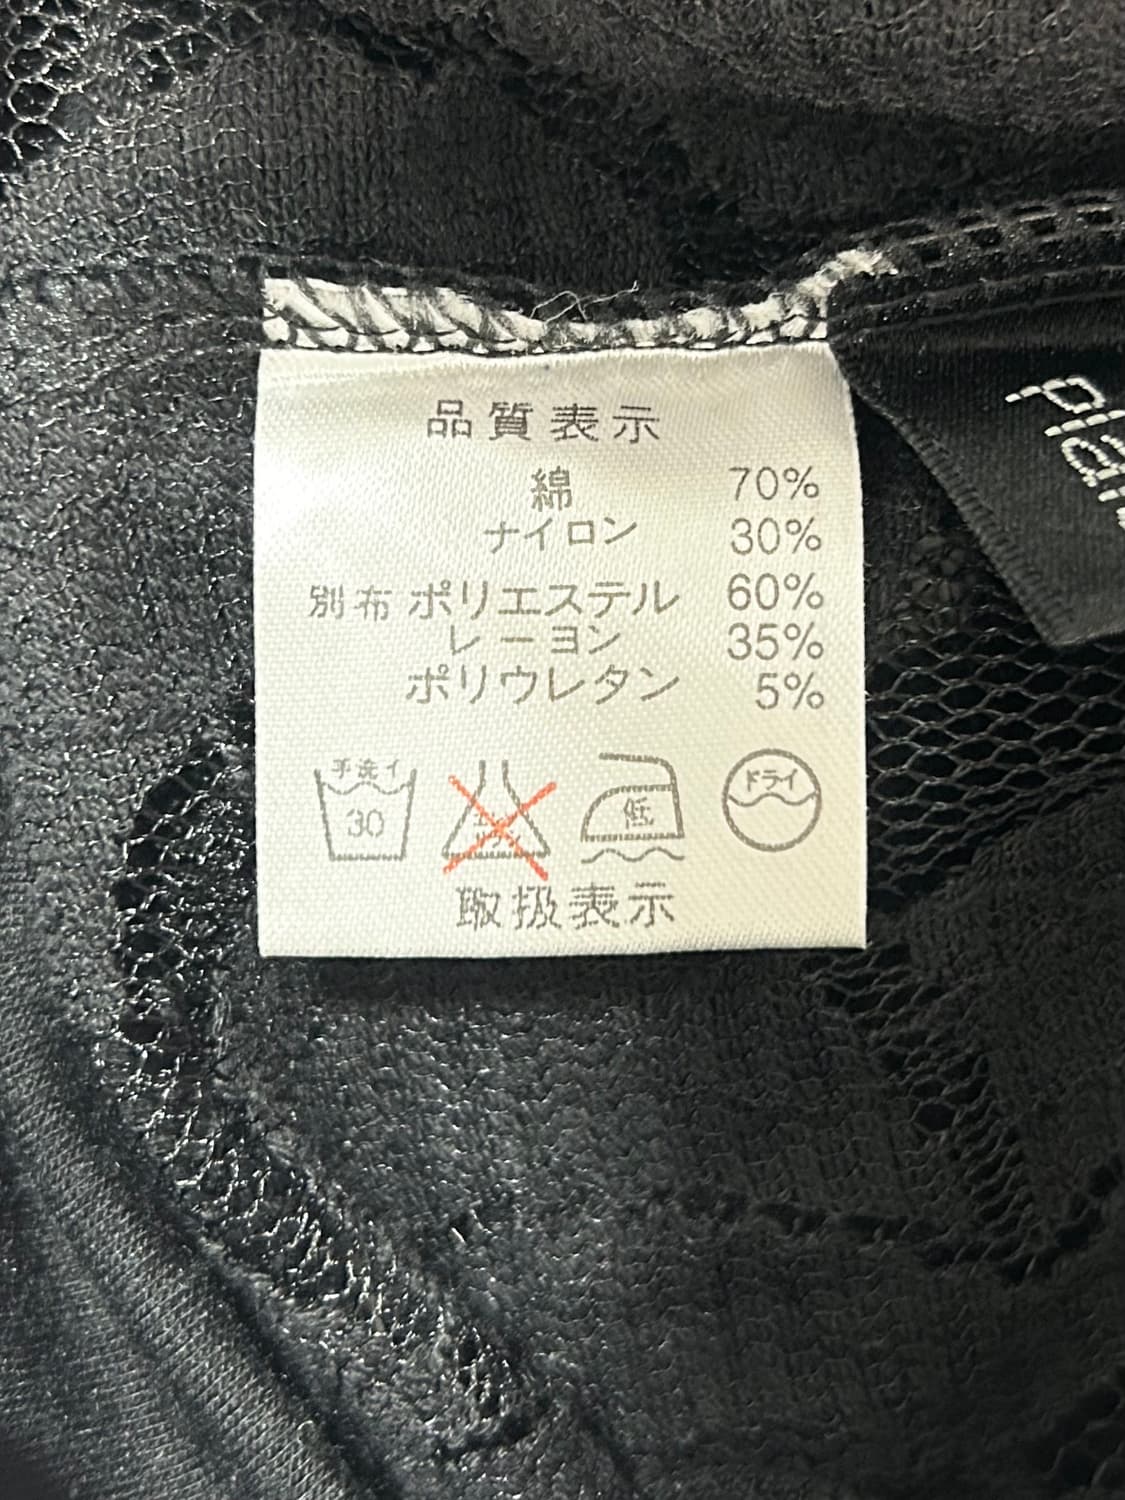 品質表示
綿 70%
ナイロン 30%
別布 ポリエステル 60%
レーヨン 35%
ポリウレタン 5%
手洗イ
30
低
ドライ
取扱表示